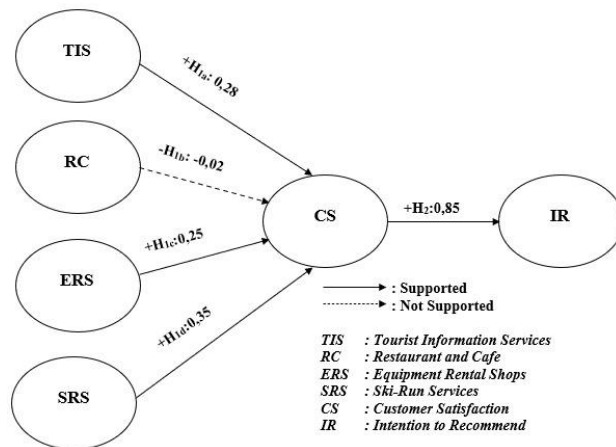 TIS
+H1a: 0,28
RC
-H1b: -0,02
CS
+H2:0,85
IR
+H1c:0,25
ERS
+H1d:0,35
SRS
: Supported
: Not Supported
TIS : Tourist Information Services
RC : Restaurant and Cafe
ERS : Equipment Rental Shops
SRS : Ski-Run Services
CS : Customer Satisfaction
IR : Intention to Recommend